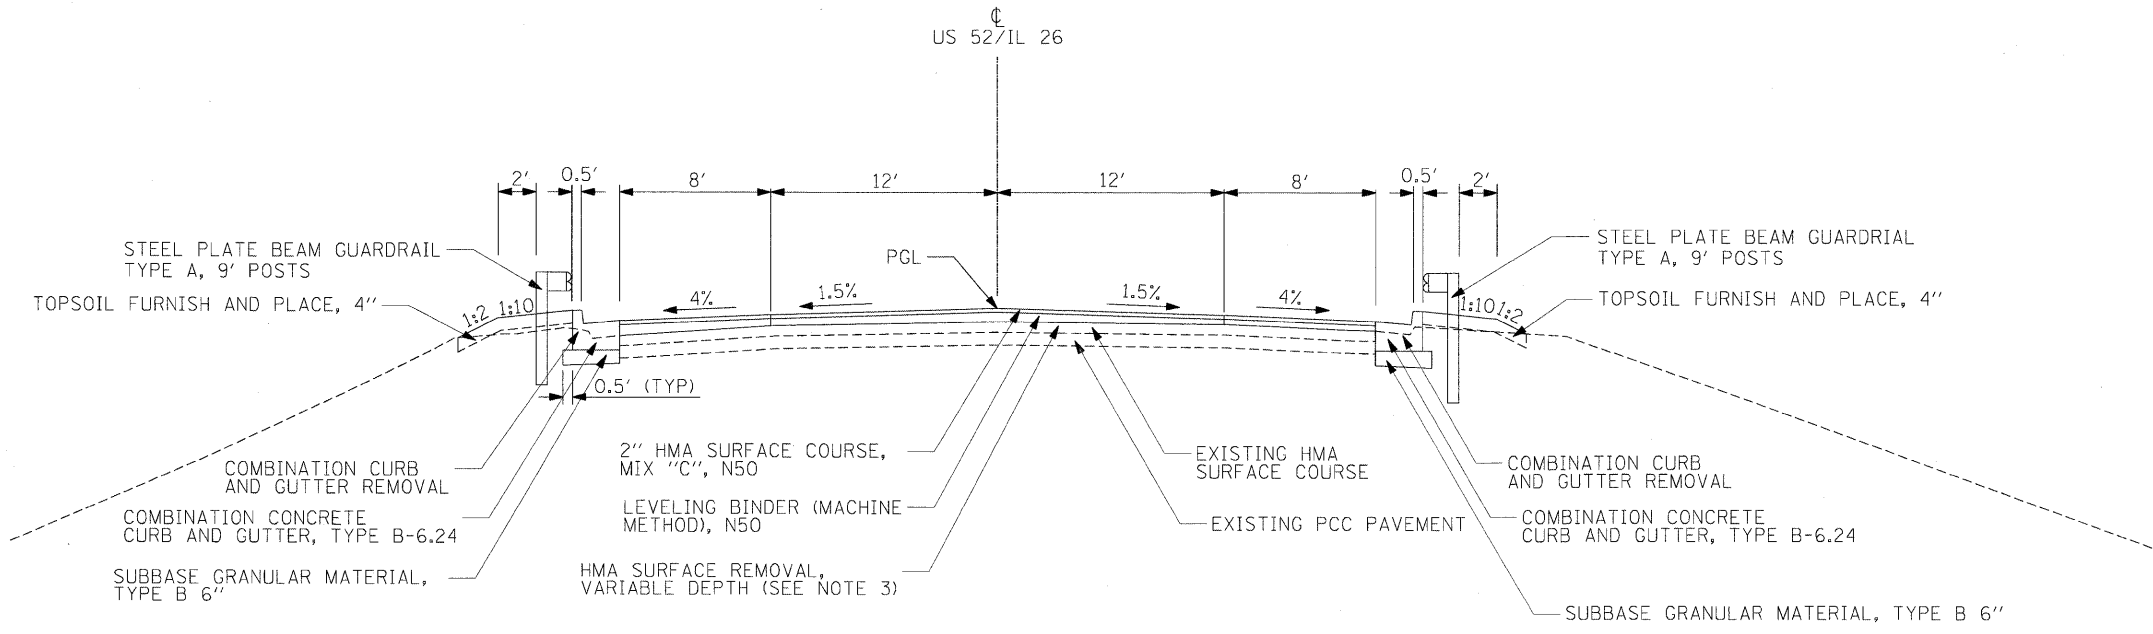 ℄
US 52/IL 26
2'
0.5'
8'
12'
12'
8'
0.5'
2'
STEEL PLATE BEAM GUARDRAIL
TYPE A, 9' POSTS
TOPSOIL FURNISH AND PLACE, 4"
1:2
1:10
4%
1.5%
PGL
1.5%
4%
STEEL PLATE BEAM GUARDRIAL
TYPE A, 9' POSTS
1:10
1:2
TOPSOIL FURNISH AND PLACE, 4"
0.5' (TYP)
COMBINATION CURB
AND GUTTER REMOVAL
COMBINATION CONCRETE
CURB AND GUTTER, TYPE B-6.24
SUBBASE GRANULAR MATERIAL,
TYPE B 6"
2" HMA SURFACE COURSE,
MIX "C", N50
LEVELING BINDER (MACHINE
METHOD), N50
HMA SURFACE REMOVAL,
VARIABLE DEPTH (SEE NOTE 3)
EXISTING HMA
SURFACE COURSE
EXISTING PCC PAVEMENT
COMBINATION CURB
AND GUTTER REMOVAL
COMBINATION CONCRETE
CURB AND GUTTER, TYPE B-6.24
SUBBASE GRANULAR MATERIAL, TYPE B 6"